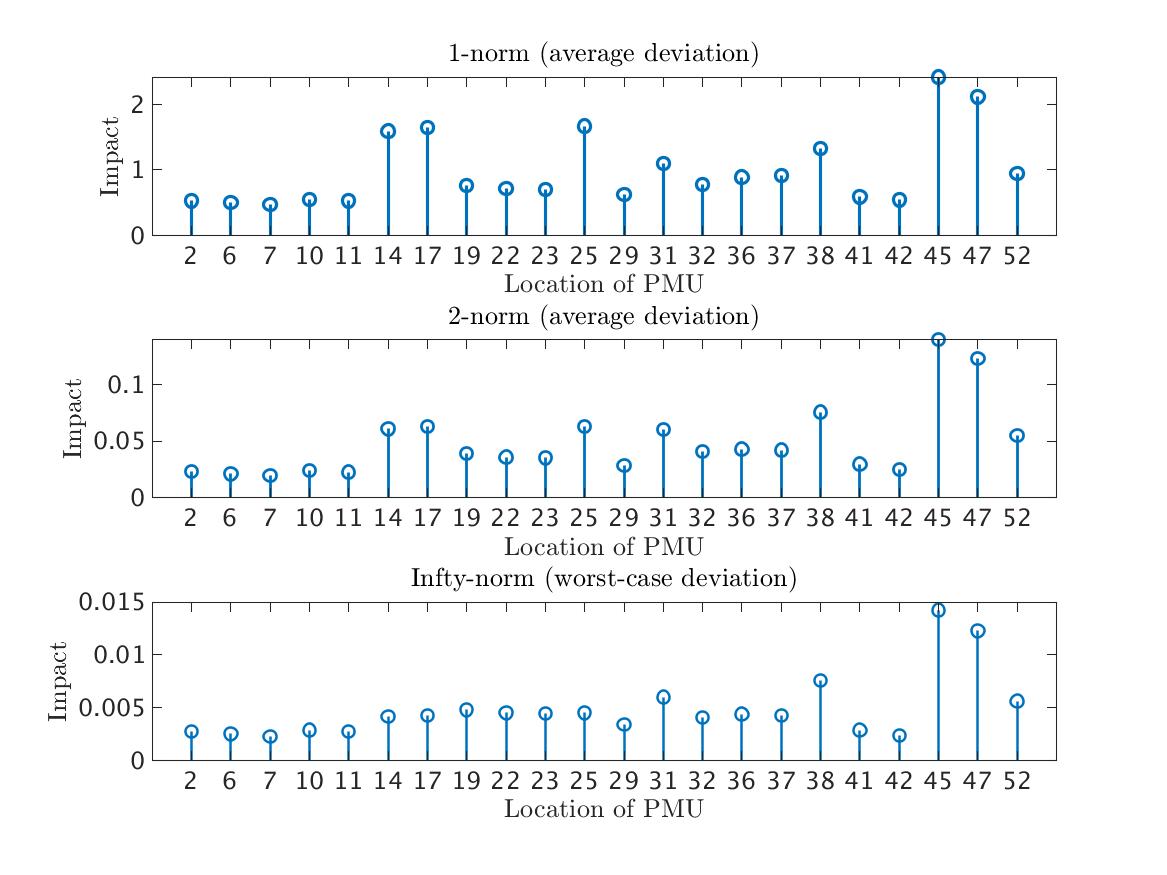 1-norm (average deviation)
2
1
0
Impact
2 6 7 10 11 14 17 19 22 23 25 29 31 32 36 37 38 41 42 45 47 52
Location of PMU
2-norm (average deviation)
0.1
0.05
0
Impact
2 6 7 10 11 14 17 19 22 23 25 29 31 32 36 37 38 41 42 45 47 52
Location of PMU
Infty-norm (worst-case deviation)
0.015
0.01
0.005
0
Impact
2 6 7 10 11 14 17 19 22 23 25 29 31 32 36 37 38 41 42 45 47 52
Location of PMU